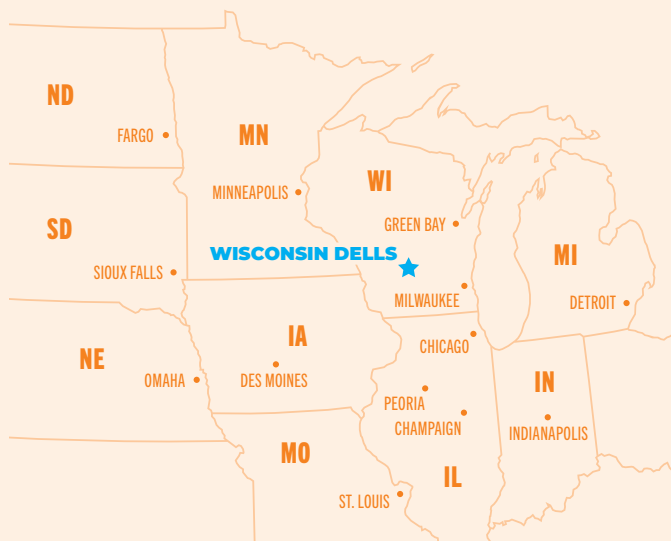 ND
FARGO
MN
MINNEAPOLIS
WI
GREEN BAY
SD
WISCONSIN DELLS
MI
SIOUX FALLS
MILWAUKEE
DETROIT
IA
CHICAGO
NE
OMAHA
DES MOINES
IN
PEORIA
CHAMPAIGN
INDIANAPOLIS
MO
IL
ST. LOUIS